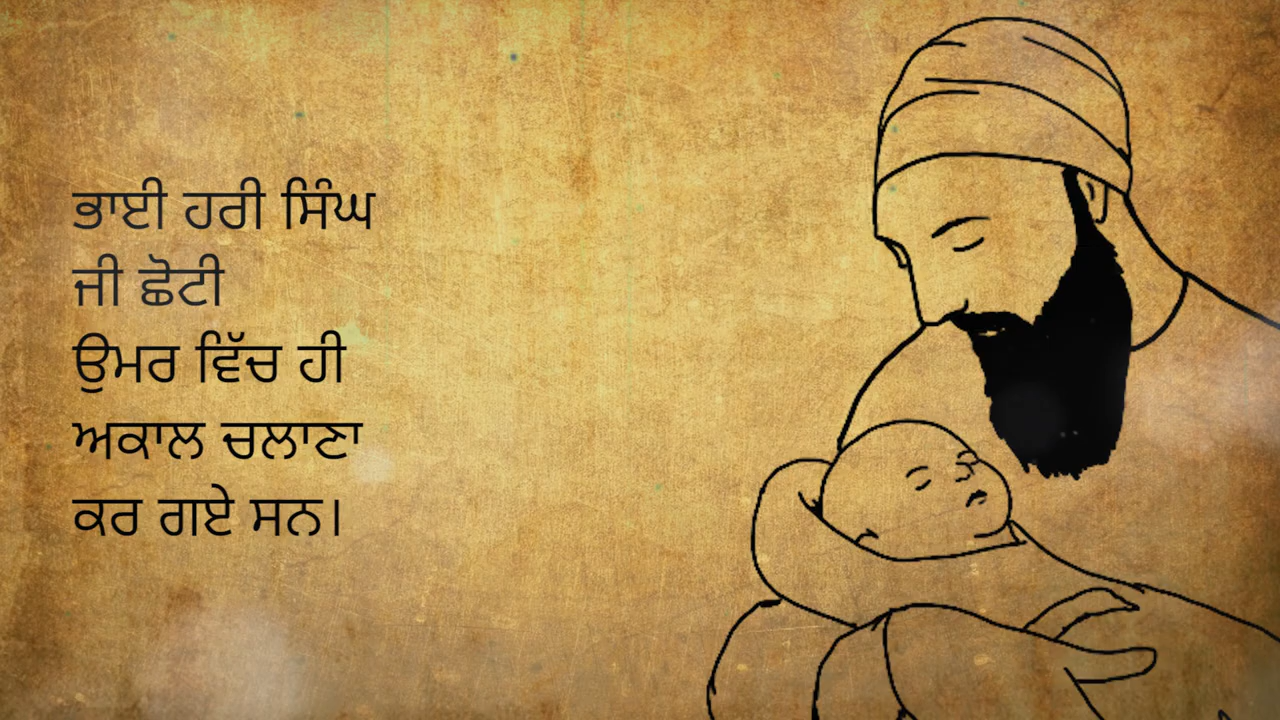 ਭਾਈ ਹਰੀ ਸਿੰਘ
ਜੀ ਛੋਟੀ
ਉਮਰ ਵਿੱਚ ਹੀ
ਅਕਾਲ ਚਲਾਣਾ
ਕਰ ਗਏ ਸਨ।